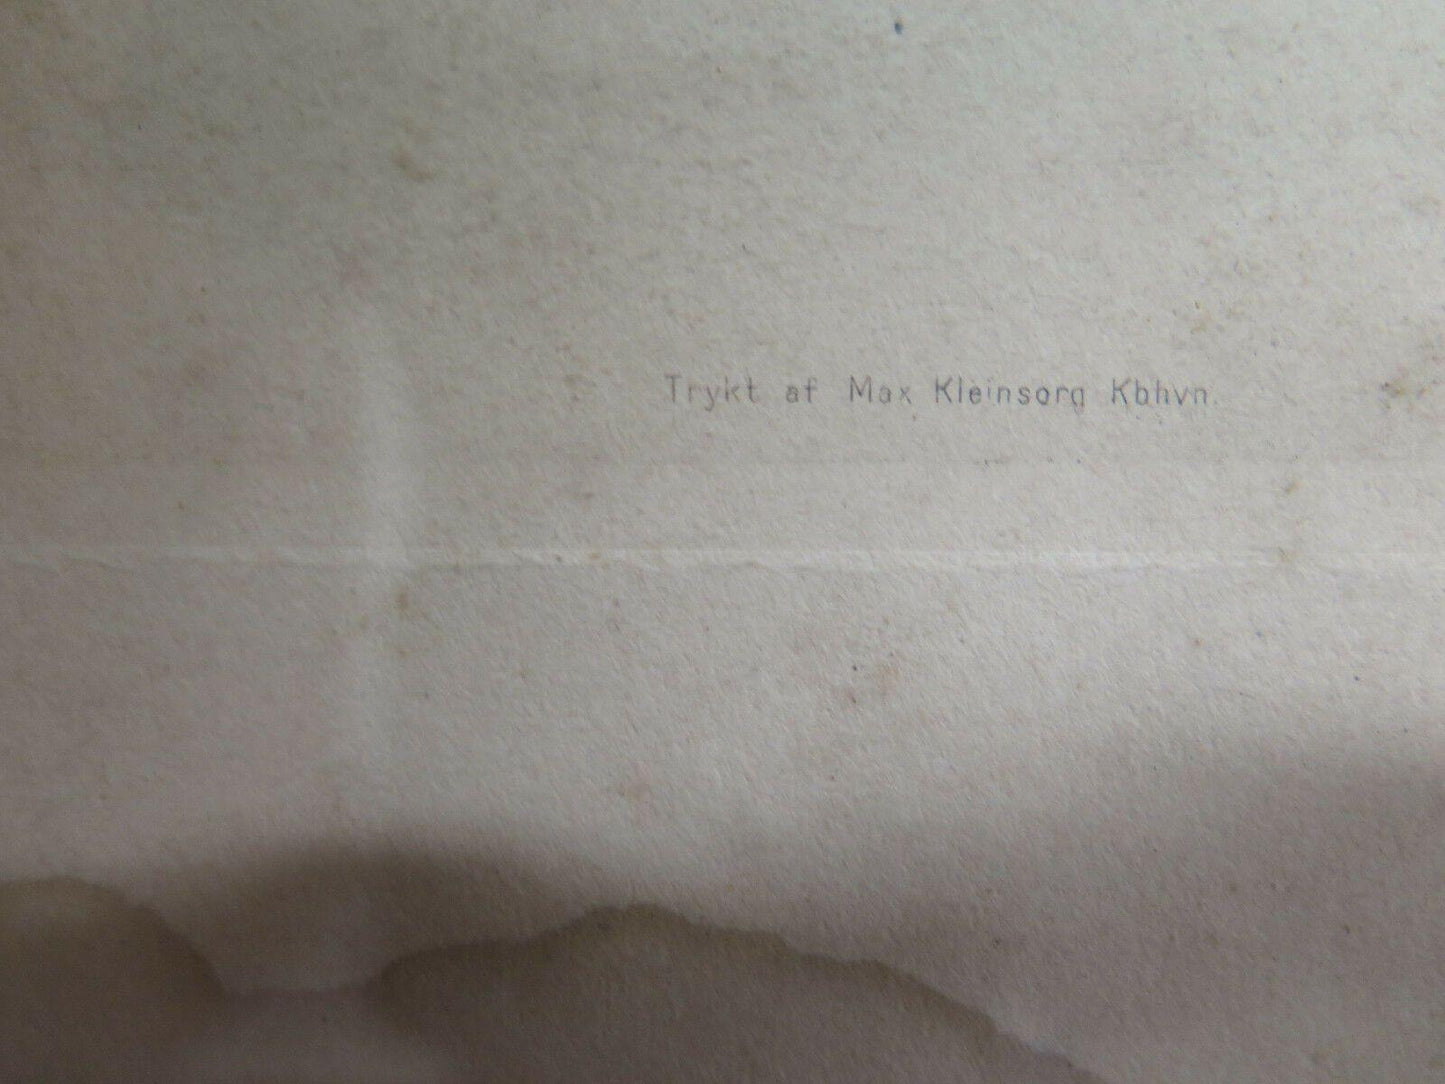 Trykt af Max Kleinsorg Kbhvn.